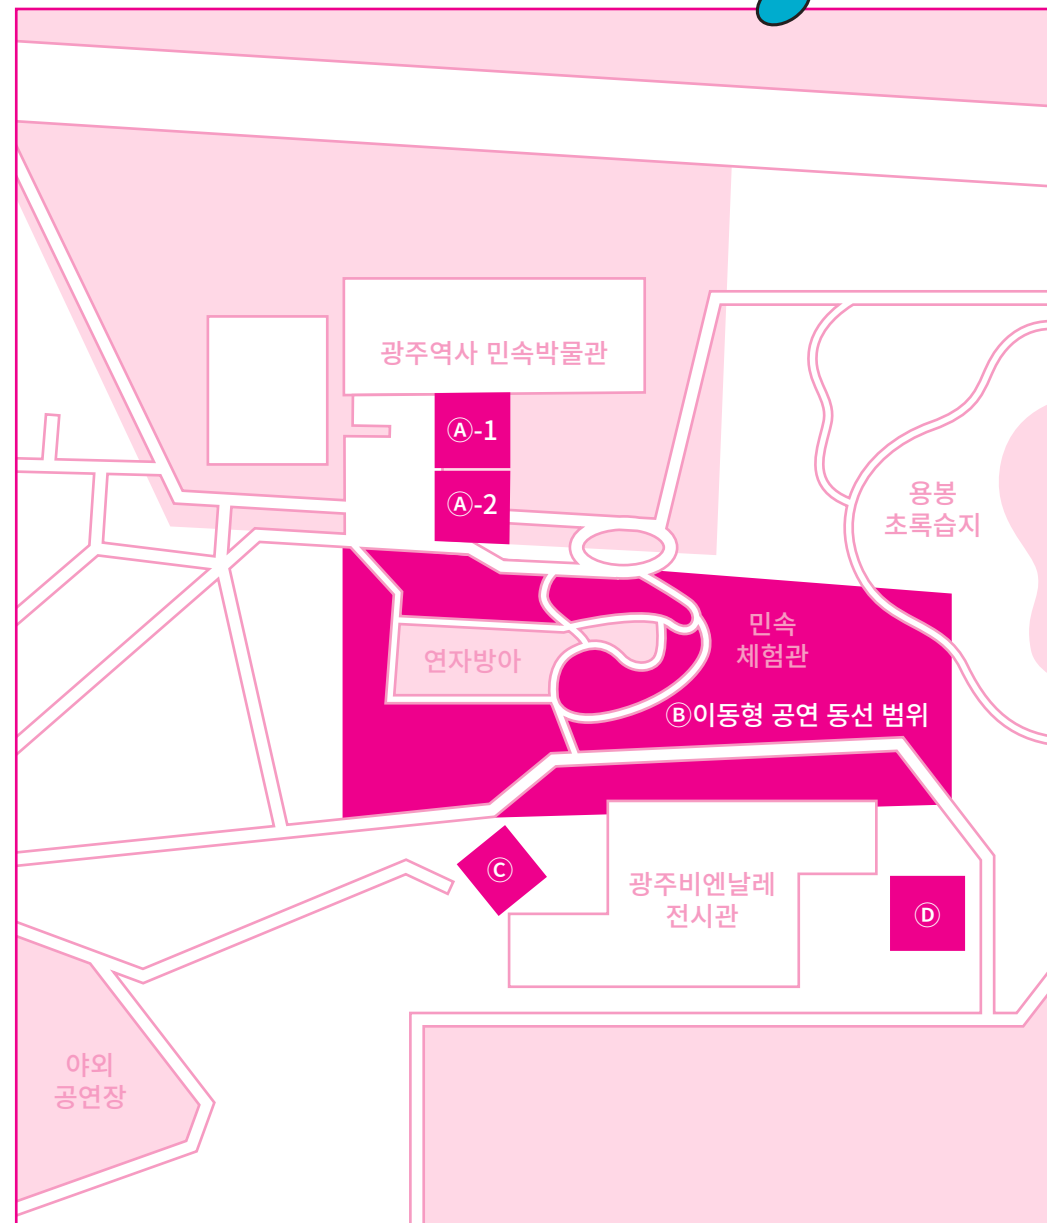 광주역사 민속박물관
Ⓐ-1
Ⓐ-2
용봉
초록습지
민속
체험관
연자방아
Ⓑ이동형 공연 동선 범위
Ⓒ
광주비엔날레
전시관
Ⓓ
야외
공연장